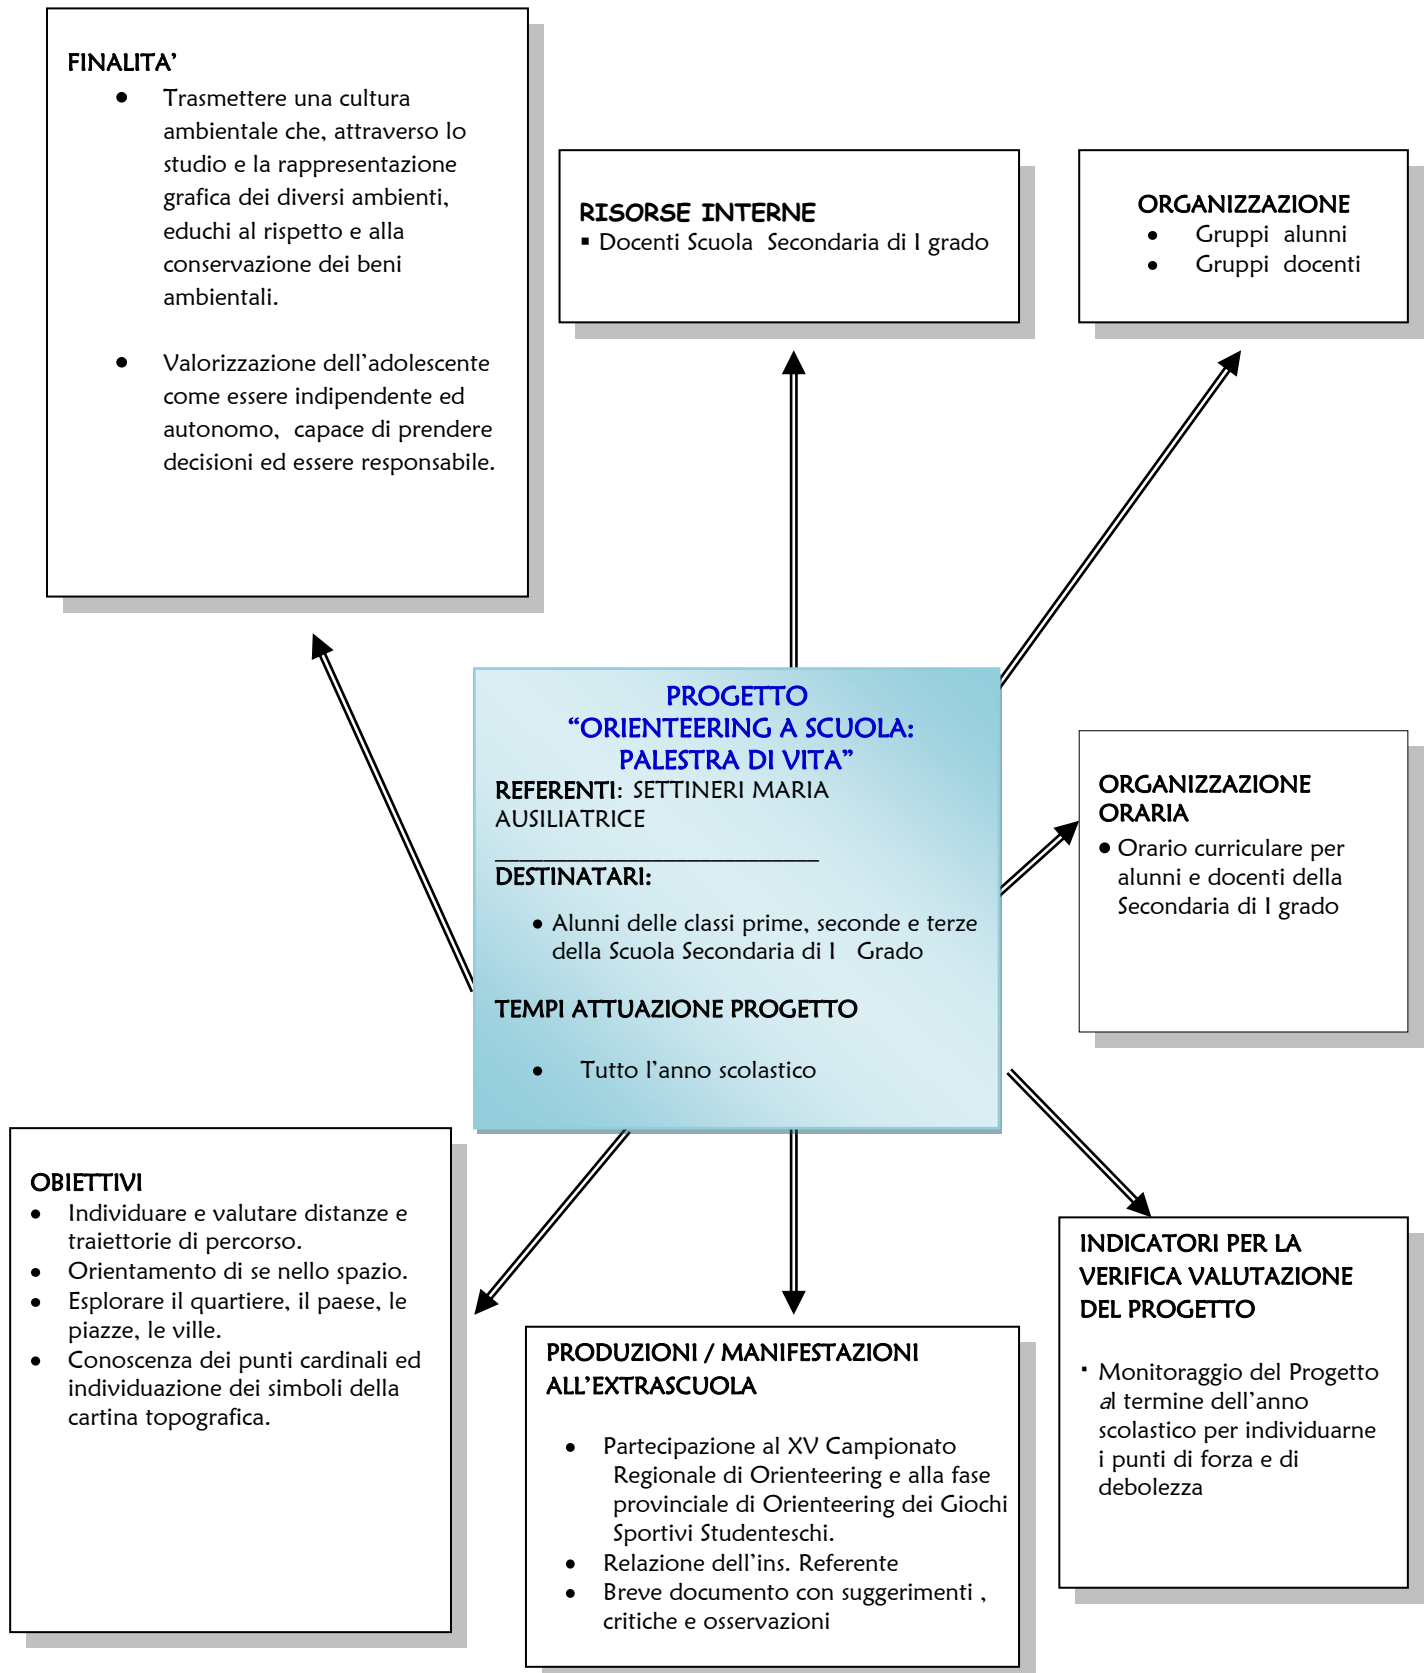 FINALITA’
• Trasmettere una cultura
ambientale che, attraverso lo
studio e la rappresentazione
grafica dei diversi ambienti,
educhi al rispetto e alla
conservazione dei beni
ambientali.
• Valorizzazione dell’adolescente
come essere indipendente ed
autonomo, capace di prendere
decisioni ed essere responsabile.
RISORSE INTERNE
▪ Docenti Scuola Secondaria di I grado
ORGANIZZAZIONE
• Gruppi alunni
• Gruppi docenti
PROGETTO
“ORIENTEERING A SCUOLA:
PALESTRA DI VITA”
REFERENTI: SETTINERI MARIA
AUSILIATRICE
___________________________
DESTINATARI:
• Alunni delle classi prime, seconde e terze
della Scuola Secondaria di I Grado
TEMPI ATTUAZIONE PROGETTO
• Tutto l’anno scolastico
ORGANIZZAZIONE
ORARIA
• Orario curriculare per
alunni e docenti della
Secondaria di I grado
OBIETTIVI
• Individuare e valutare distanze e
traiettorie di percorso.
• Orientamento di se nello spazio.
• Esplorare il quartiere, il paese, le
piazze, le ville.
• Conoscenza dei punti cardinali ed
individuazione dei simboli della
cartina topografica.
PRODUZIONI / MANIFESTAZIONI
ALL’EXTRASCUOLA
• Partecipazione al XV Campionato
Regionale di Orienteering e alla fase
provinciale di Orienteering dei Giochi
Sportivi Studenteschi.
• Relazione dell’ins. Referente
• Breve documento con suggerimenti ,
critiche e osservazioni
INDICATORI PER LA
VERIFICA VALUTAZIONE
DEL PROGETTO
▪ Monitoraggio del Progetto
al termine dell’anno
scolastico per individuarne
i punti di forza e di
debolezza